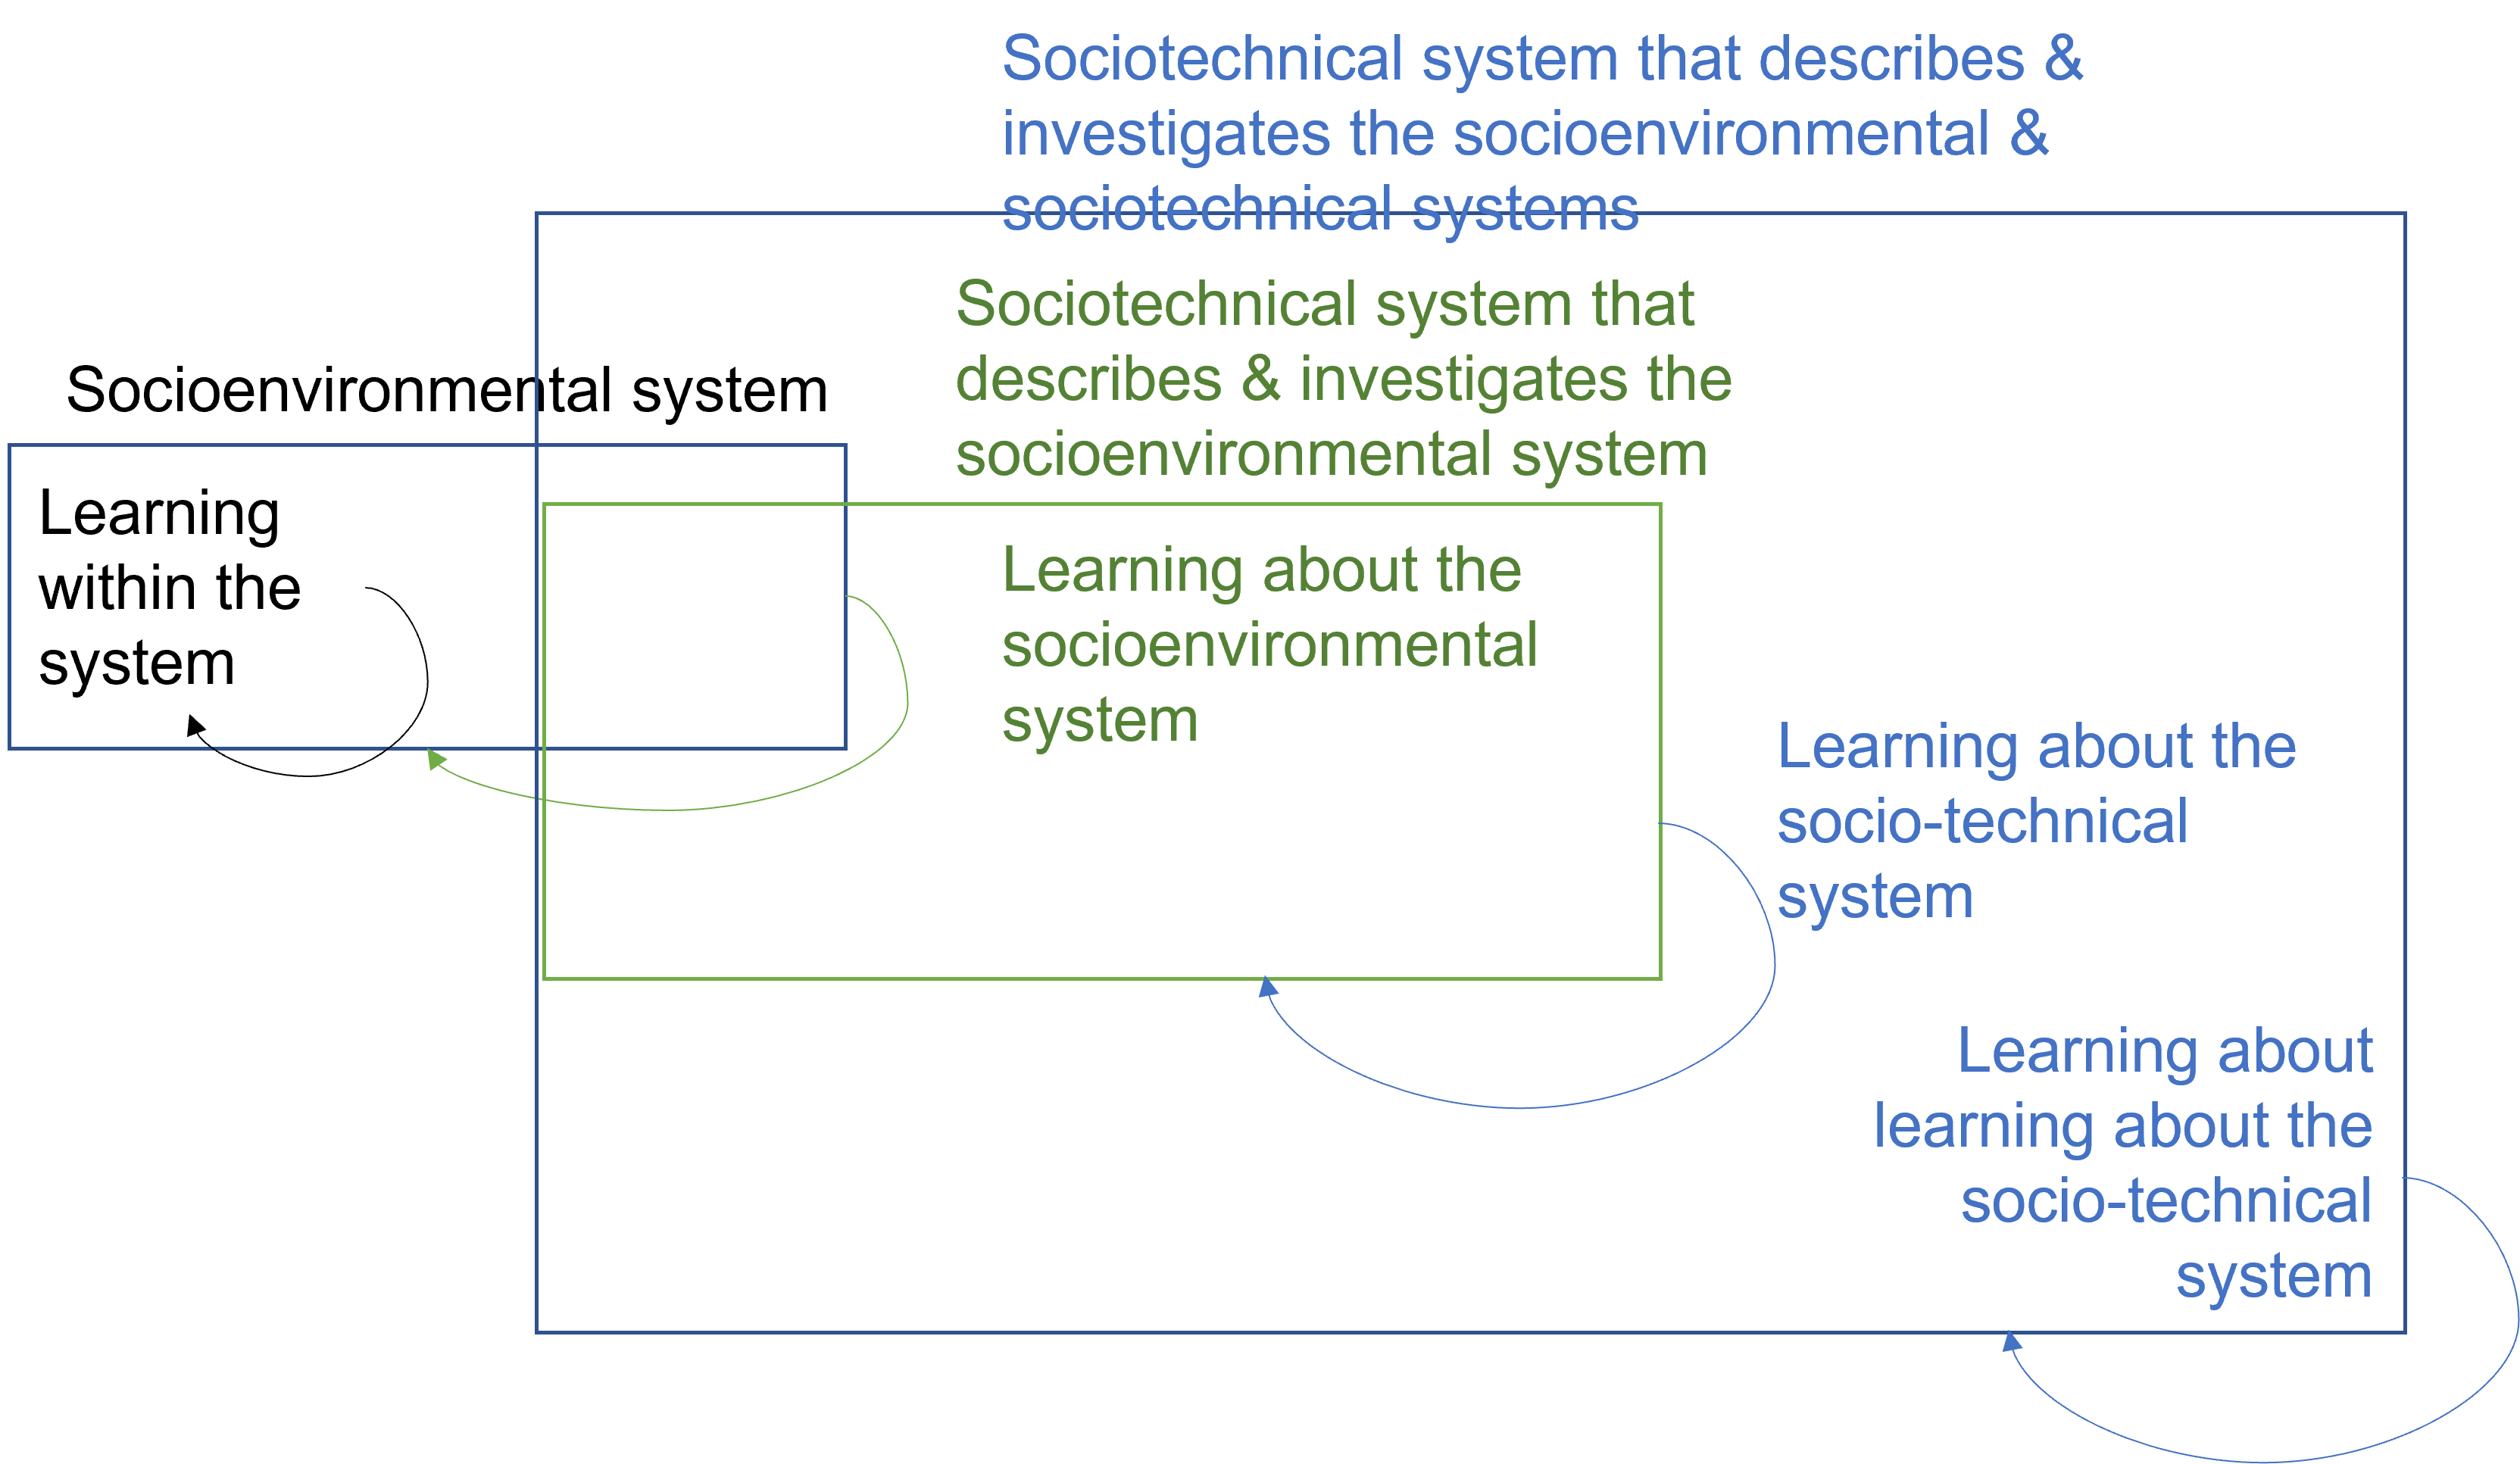 Sociotechnical system that describes &
investigates the socioenvironmental &
sociotechnical systems
Sociotechnical system that
describes & investigates the
socioenvironmental system
Socioenvironmental system
Learning
within the
system
Learning about the
socioenvironmental
system
Learning about the
socio-technical
system
Learning about
learning about the
socio-technical
system